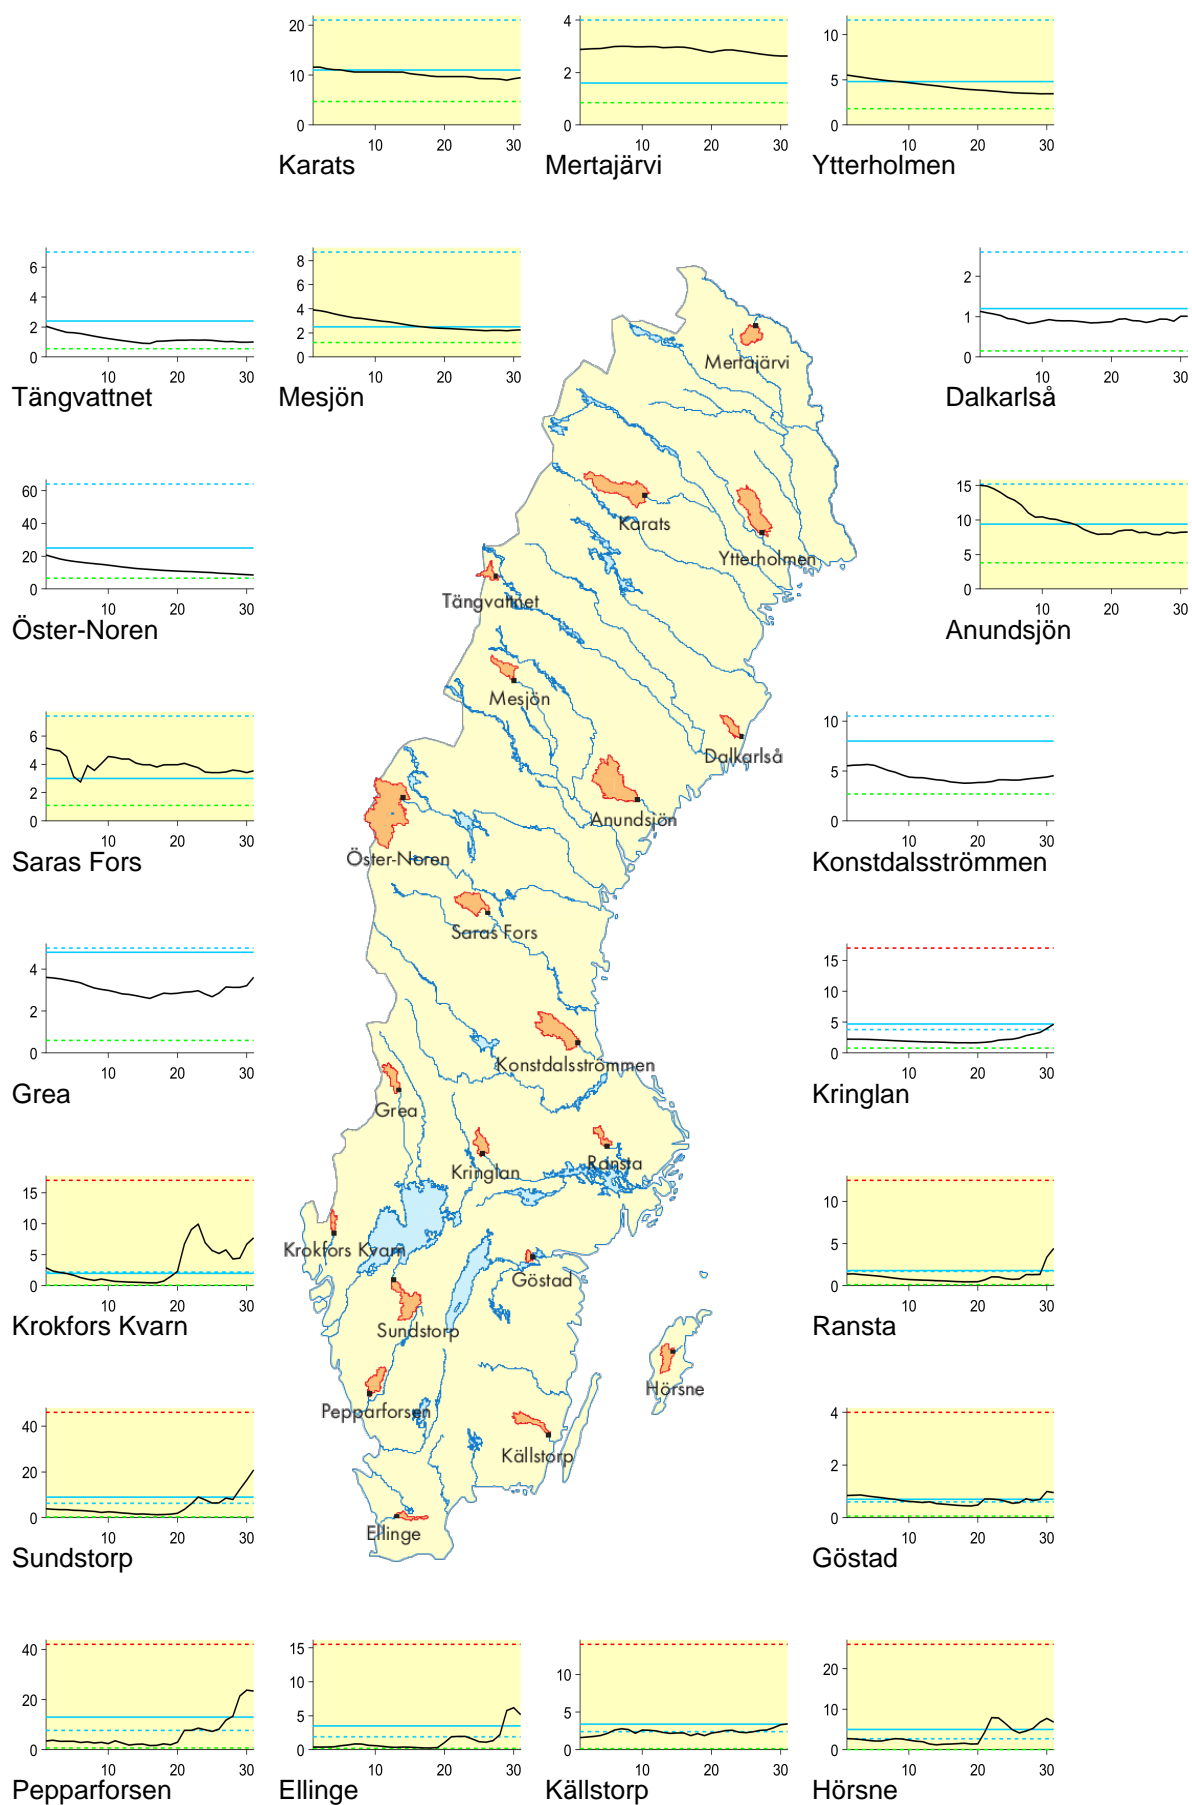 20
10
0
10 20 30
Karats
4
2
0
10 20 30
Mertajärvi
10
5
0
10 20 30
Ytterholmen
6
4
2
0
10 20 30
Tängvattnet
8
6
4
2
0
10 20 30
Mesjön
2
1
0
10 20 30
Dalkarlså
60
40
20
0
10 20 30
Öster-Noren
15
10
5
0
10 20 30
Anundsjön
6
4
2
0
10 20 30
Saras Fors
10
5
0
10 20 30
Konstdalsströmmen
4
2
0
10 20 30
Grea
15
10
5
0
10 20 30
Kringlan
15
10
5
0
10 20 30
Krokfors Kvarn
10
5
0
10 20 30
Ransta
40
20
0
10 20 30
Sundstorp
4
2
0
10 20 30
Göstad
40
20
0
10 20 30
Pepparforsen
15
10
5
0
10 20 30
Ellinge
10
5
0
10 20 30
Källstorp
20
10
0
10 20 30
Hörsne
Mertajärvi
Karats
Ytterholmen
Tängvattnet
Mesjön
Dalkarlså
Anundsjön
Öster-Noren
Saras Fors
Konstdalsströmmen
Grea
Kringlan
Ransta
Krokfors Kvarn
Göstad
Sundstorp
Hörsne
Pepparforsen
Källstorp
Ellinge